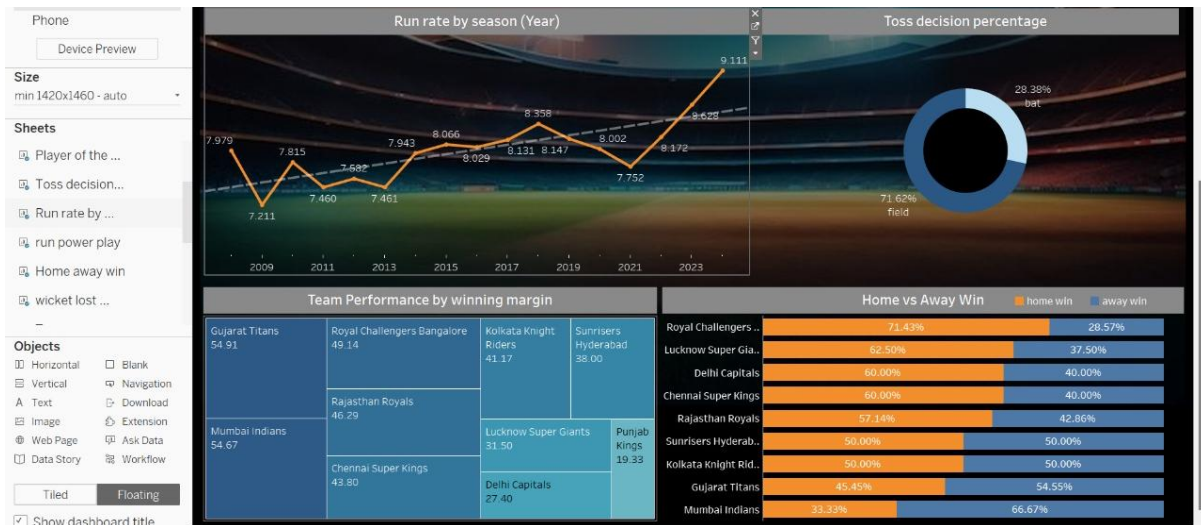 Phone
Device Preview
Size
min 1420x1460 - auto
Sheets
Player of the ...
Toss decision...
Run rate by ...
run power play
Home away win
wicket lost ...
Objects
Horizontal
Blank
Vertical
Navigation
A Text
Download
Image
Extension
Web Page
Ask Data
Data Story
Workflow
Tiled
Floating
Show dashboard title
Run rate by season (Year)
9.111
8.628
8.358
7.979
7.943
8.066
8.002
7.815
8.029
8.131
8.147
8.172
7.582
7.752
7.460
7.461
7.211
2009
2011
2013
2015
2017
2019
2021
2023
Toss decision percentage
28.38%
bat
71.62%
field
Team Performance by winning margin
Gujarat Titans
54.91
Mumbai Indians
54.67
Royal Challengers Bangalore
49.14
Rajasthan Royals
46.29
Chennai Super Kings
43.80
Kolkata Knight
Riders
41.17
Sunrisers
Hyderabad
38.00
Lucknow Super Giants
31.50
Delhi Capitals
27.40
Punjab
Kings
19.33
Home vs Away Win
home win
away win
Royal Challengers .. 71.43% 28.57%
Lucknow Super Gia.. 62.50% 37.50%
Delhi Capitals 60.00% 40.00%
Chennai Super Kings 60.00% 40.00%
Rajasthan Royals 57.14% 42.86%
Sunrisers Hyderab.. 50.00% 50.00%
Kolkata Knight Rid.. 50.00% 50.00%
Gujarat Titans 45.45% 54.55%
Mumbai Indians 33.33% 66.67%